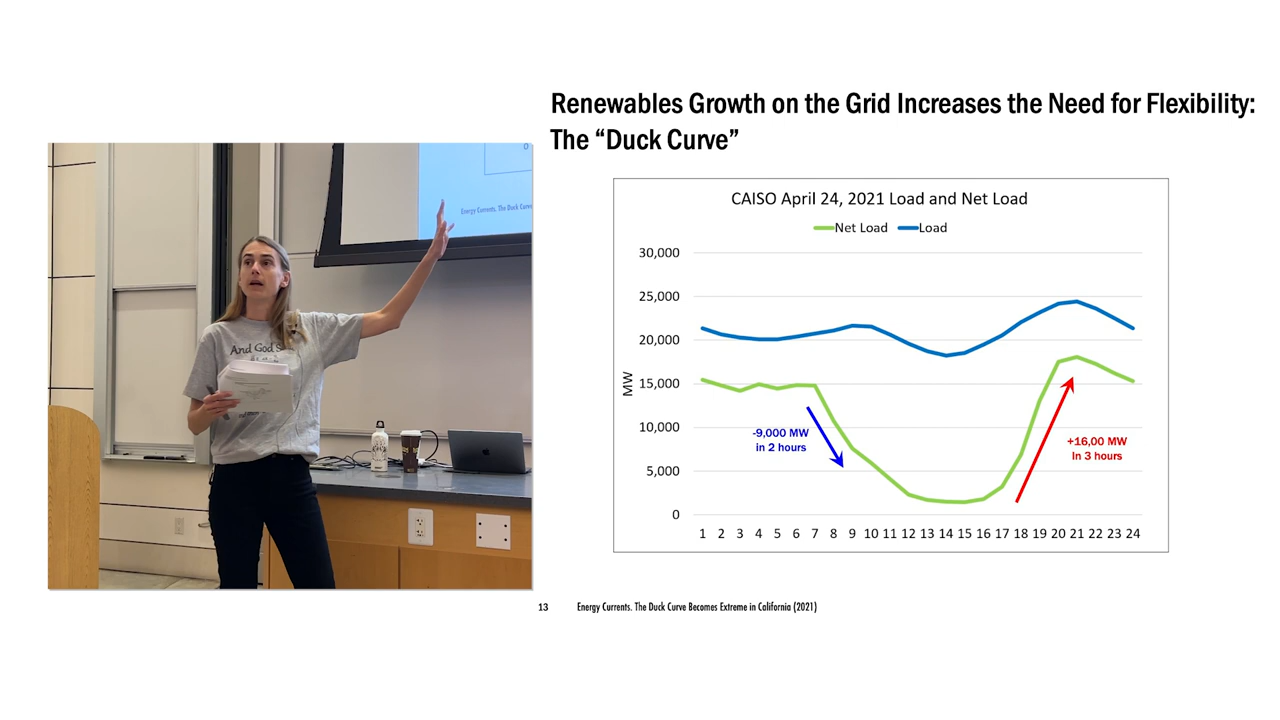 Renewables Growth on the Grid Increases the Need for Flexibility:
The “Duck Curve”
CAISO April 24, 2021 Load and Net Load
Net Load Load
30,000
25,000
20,000
15,000
10,000
5,000
0
MW
-9,000 MW
in 2 hours
+16,00 MW
In 3 hours
1 2 3 4 5 6 7 8 9 10 11 12 13 14 15 16 17 18 19 20 21 22 23 24
13 Energy Currents. The Duck Curve Becomes Extreme in California (2021)
0
Energy Currents. The Duck Curve
And God